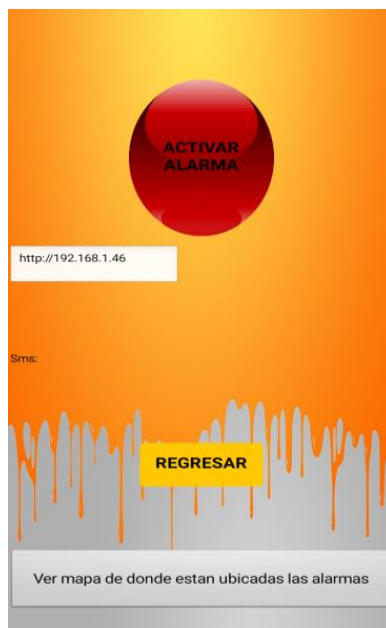 ACTIVAR
ALARMA
http://192.168.1.46
Sms:
REGRESAR
Ver mapa de donde estan ubicadas las alarmas